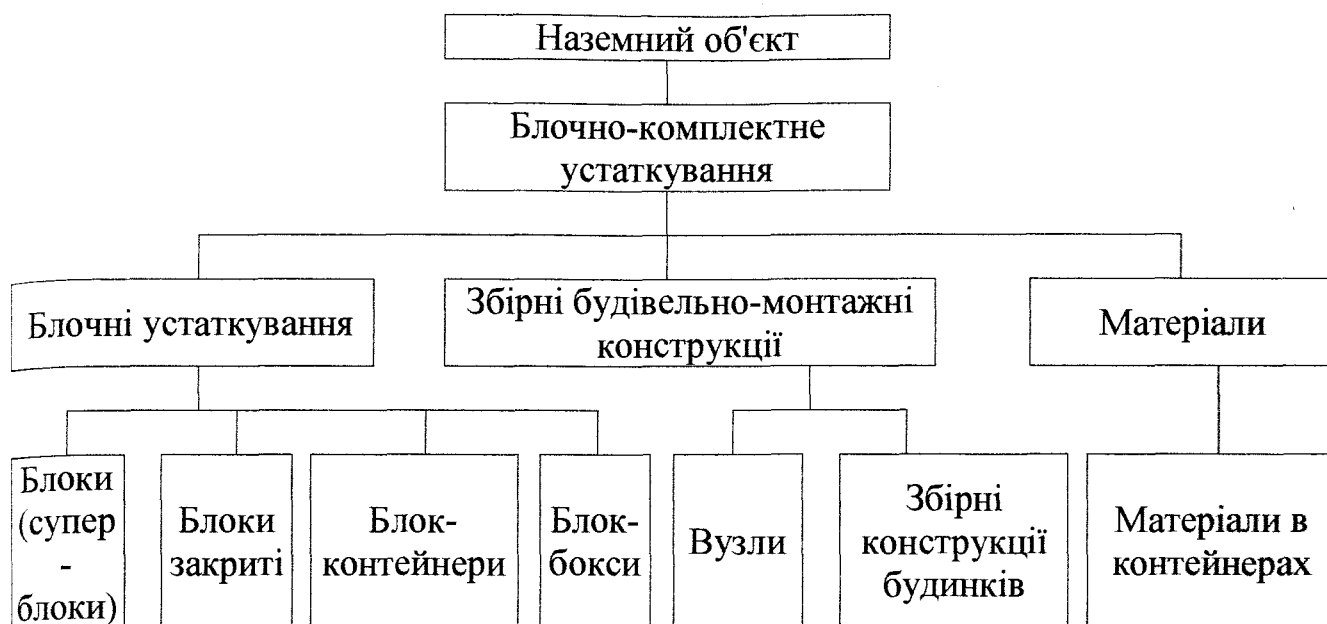 Наземний об'єкт
Блочно-комплектне
устаткування
Блочні устаткування
Збірні будівельно-монтажні
конструкції
Матеріали
Блоки
(супер
-
блоки)
Блоки
закриті
Блок-
контейнери
Блок-
бокси
Вузли
Збірні
конструкції
будинків
Матеріали в
контейнерах